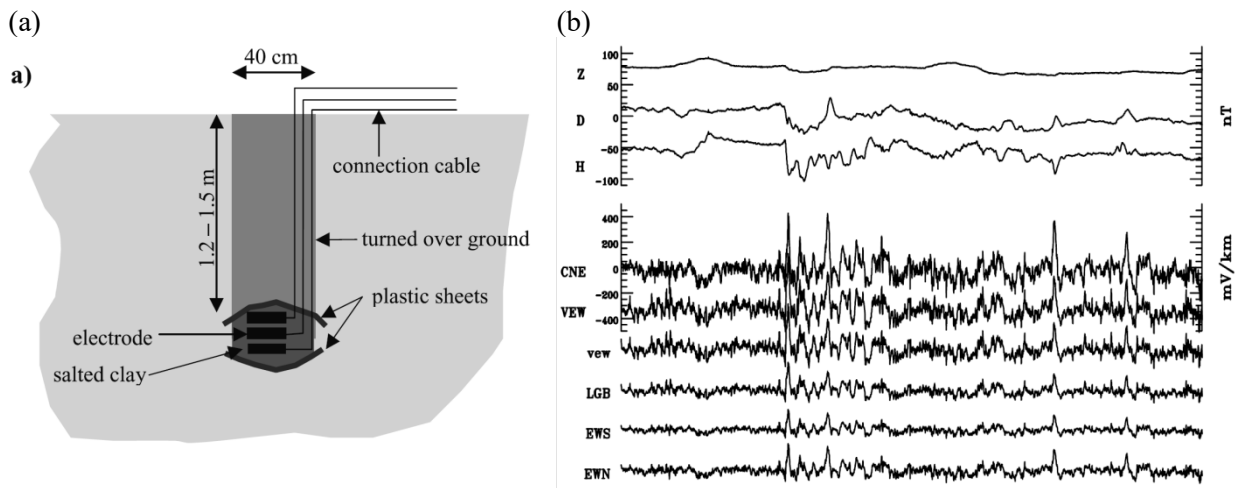 (a)
(b)
a)
40 cm
1.2 – 1.5 m
connection cable
turned over ground
plastic sheets
electrode
salted clay
Z
D
H
100
50
0
-50
-100
nT
CNE
VEW
vew
LGB
EWS
EWN
400
200
0
-200
-400
mV/km